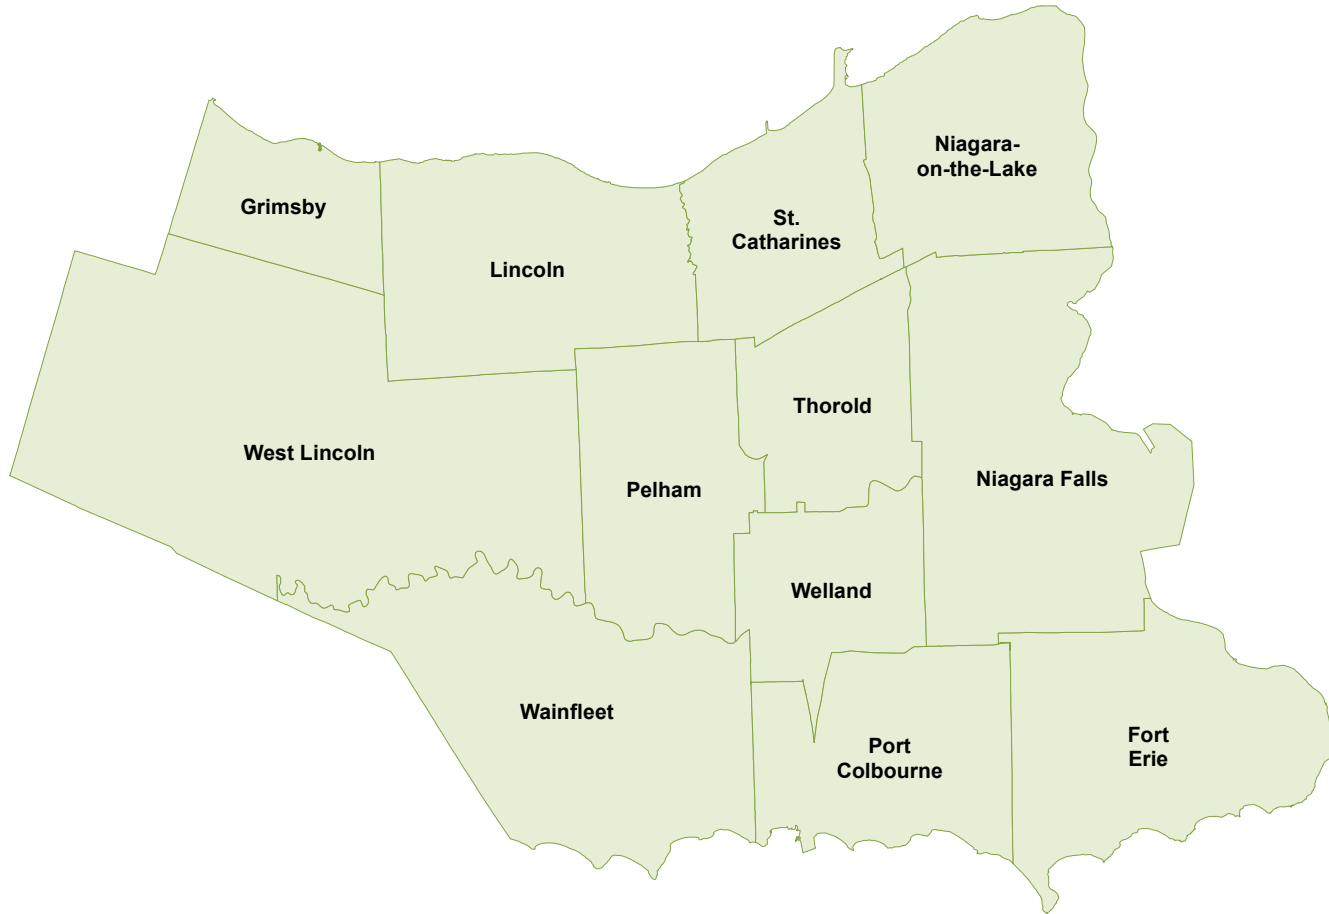 Niagara-
on-the-Lake
Grimsby
St.
Catharines
Lincoln
Thorold
West Lincoln
Niagara Falls
Pelham
Welland
Wainfleet
Port
Colbourne
Fort
Erie